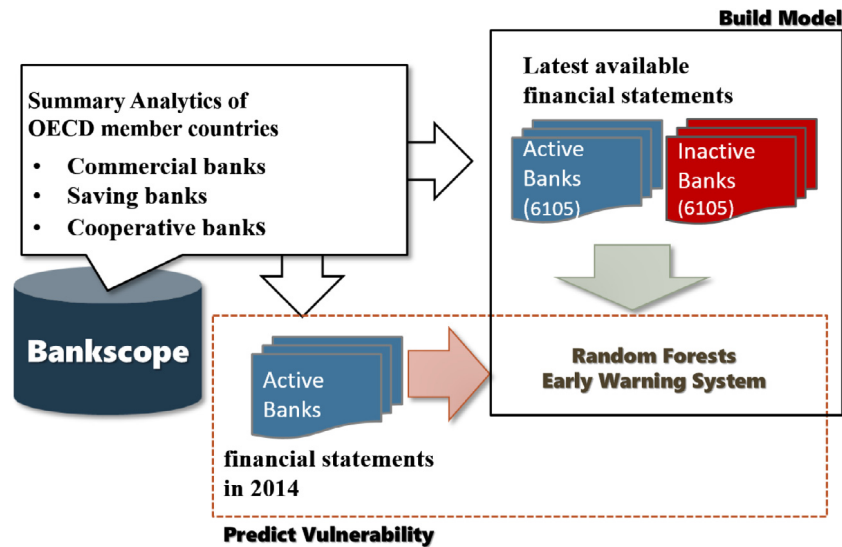 Build Model
Summary Analytics of
OECD member countries
• Commercial banks
• Saving banks
• Cooperative banks
Latest available
financial statements
Active
Banks
(6105)
Inactive
Banks
(6105)
Bankscope
Active
Banks
Random Forests
Early Warning System
financial statements
in 2014
Predict Vulnerability